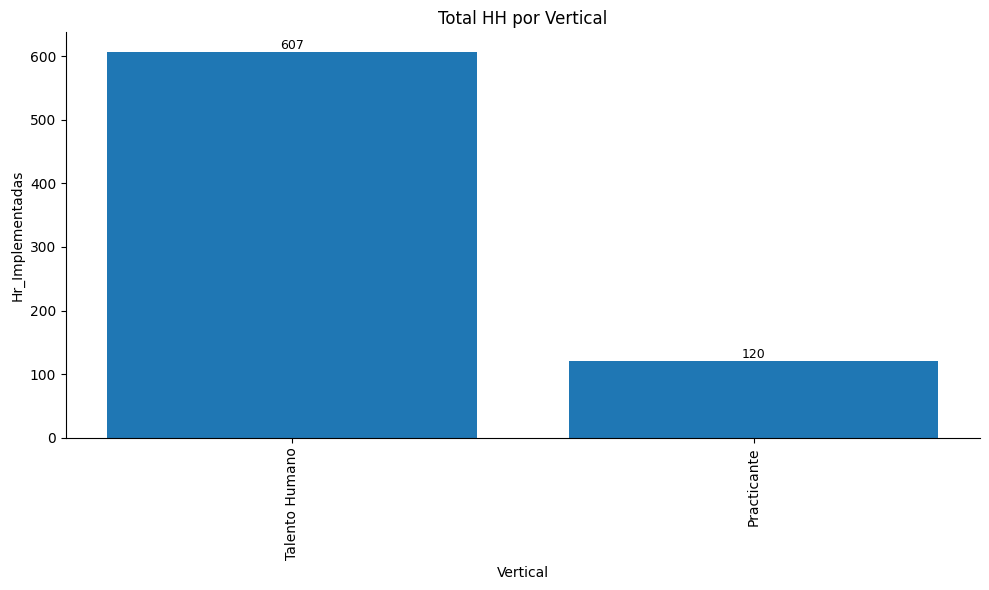 Total HH por Vertical
Hr_Implementadas
600
500
400
300
200
100
0
607
120
Talento Humano
Practicante
Vertical